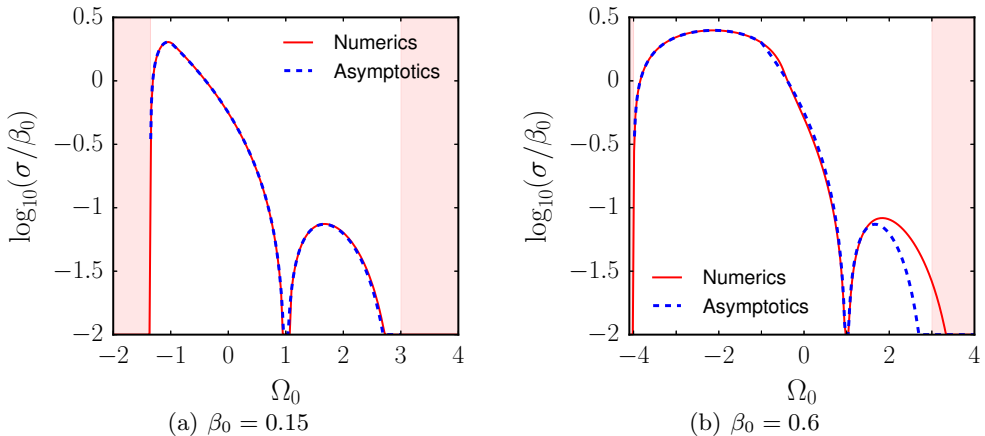 0.5
0
−0.5
−1
−1.5
−2
log₁₀(σ/β₀)
Numerics
Asymptotics
−2 −1 0 1 2 3 4
Ω₀
(a) β₀ = 0.15
0.5
0
−0.5
−1
−1.5
−2
log₁₀(σ/β₀)
Numerics
Asymptotics
−4 −2 0 2 4
Ω₀
(b) β₀ = 0.6